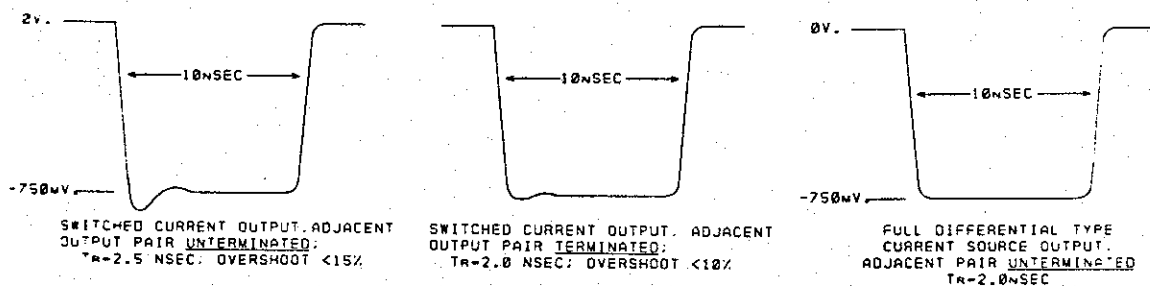 2V.
10NSEC
-750MV.
SWITCHED CURRENT OUTPUT. ADJACENT
OUTPUT PAIR UNTERMINATED;
TR=2.5 NSEC; OVERSHOOT <15%
10NSEC
SWITCHED CURRENT OUTPUT. ADJACENT
OUTPUT PAIR TERMINATED;
TR=2.0 NSEC; OVERSHOOT <10%
0V.
10NSEC
-750MV.
FULL DIFFERENTIAL TYPE
CURRENT SOURCE OUTPUT.
ADJACENT PAIR UNTERMINATED
TR=2.0NSEC